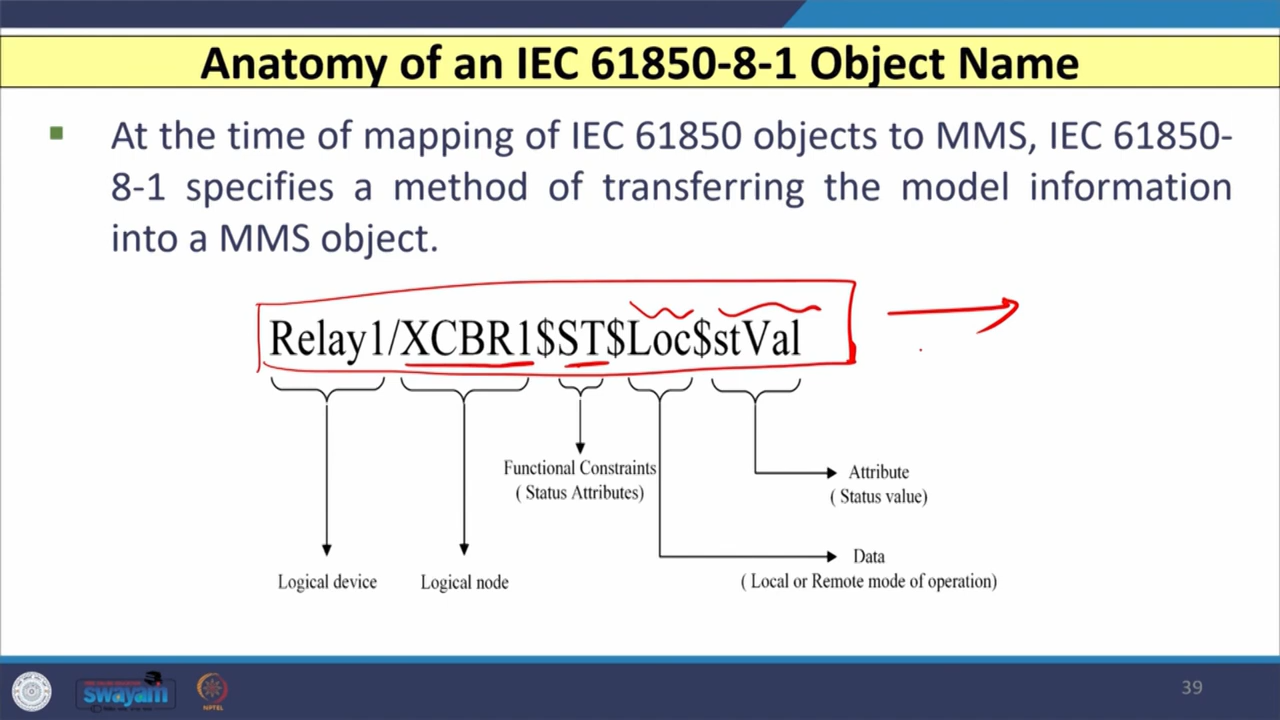 Anatomy of an IEC 61850-8-1 Object Name
At the time of mapping of IEC 61850 objects to MMS, IEC 61850-
8-1 specifies a method of transferring the model information
into a MMS object.
Relay1/XCBR1$ST$Loc$stVal
Functional Constraints
( Status Attributes)
Attribute
( Status value)
Data
( Local or Remote mode of operation)
Logical device
Logical node
swayam
NPTEL
39